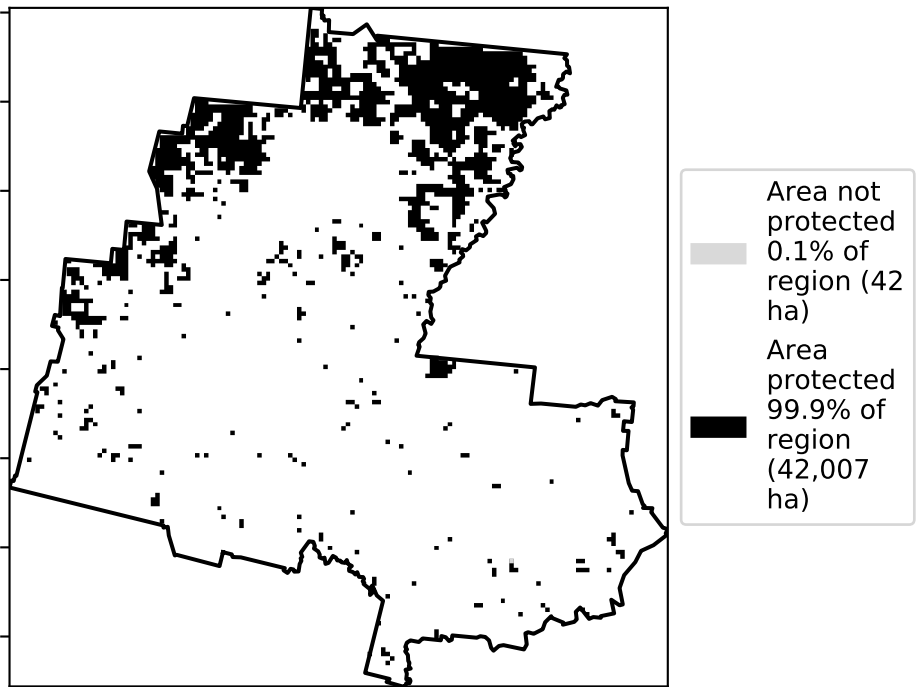 Area not
protected
0.1% of
region (42
ha)
Area
protected
99.9% of
region
(42,007
ha)